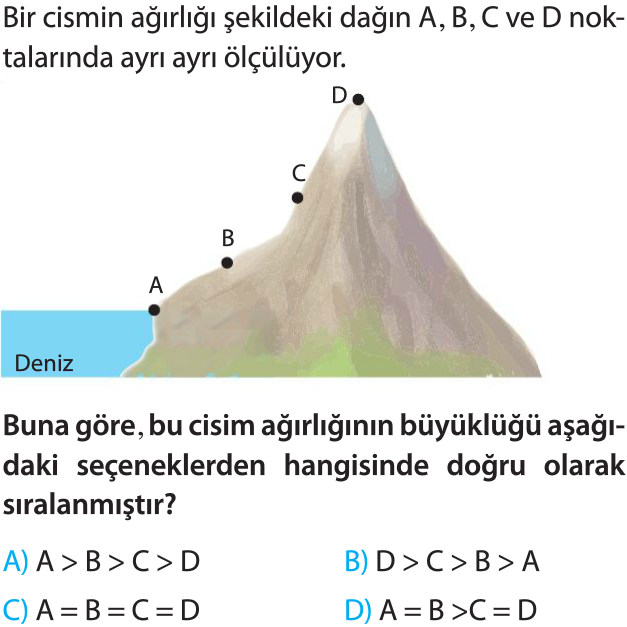 Bir cismin ağırlığı şekildeki dağın A, B, C ve D nok-
talarında ayrı ayrı ölçülüyor.
D
C
B
A
Deniz
Buna göre, bu cisim ağırlığının büyüklüğü aşağı-
daki seçeneklerden hangisinde doğru olarak
sıralanmıştır?
A) A > B > C > D B) D > C > B > A
C) A = B = C = D D) A = B >C = D